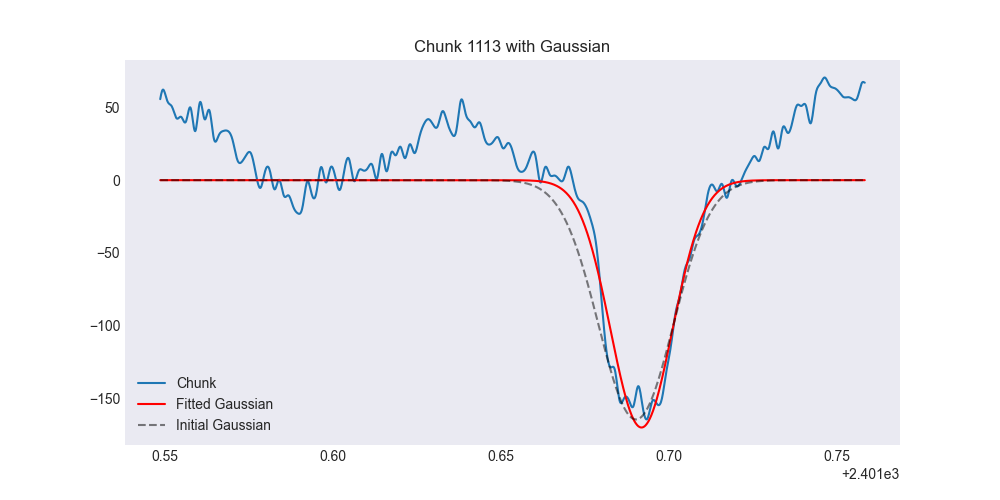 Chunk 1113 with Gaussian
50
0
−50
−100
−150
Chunk
Fitted Gaussian
Initial Gaussian
0.55 0.60 0.65 0.70 0.75
+2.401e3